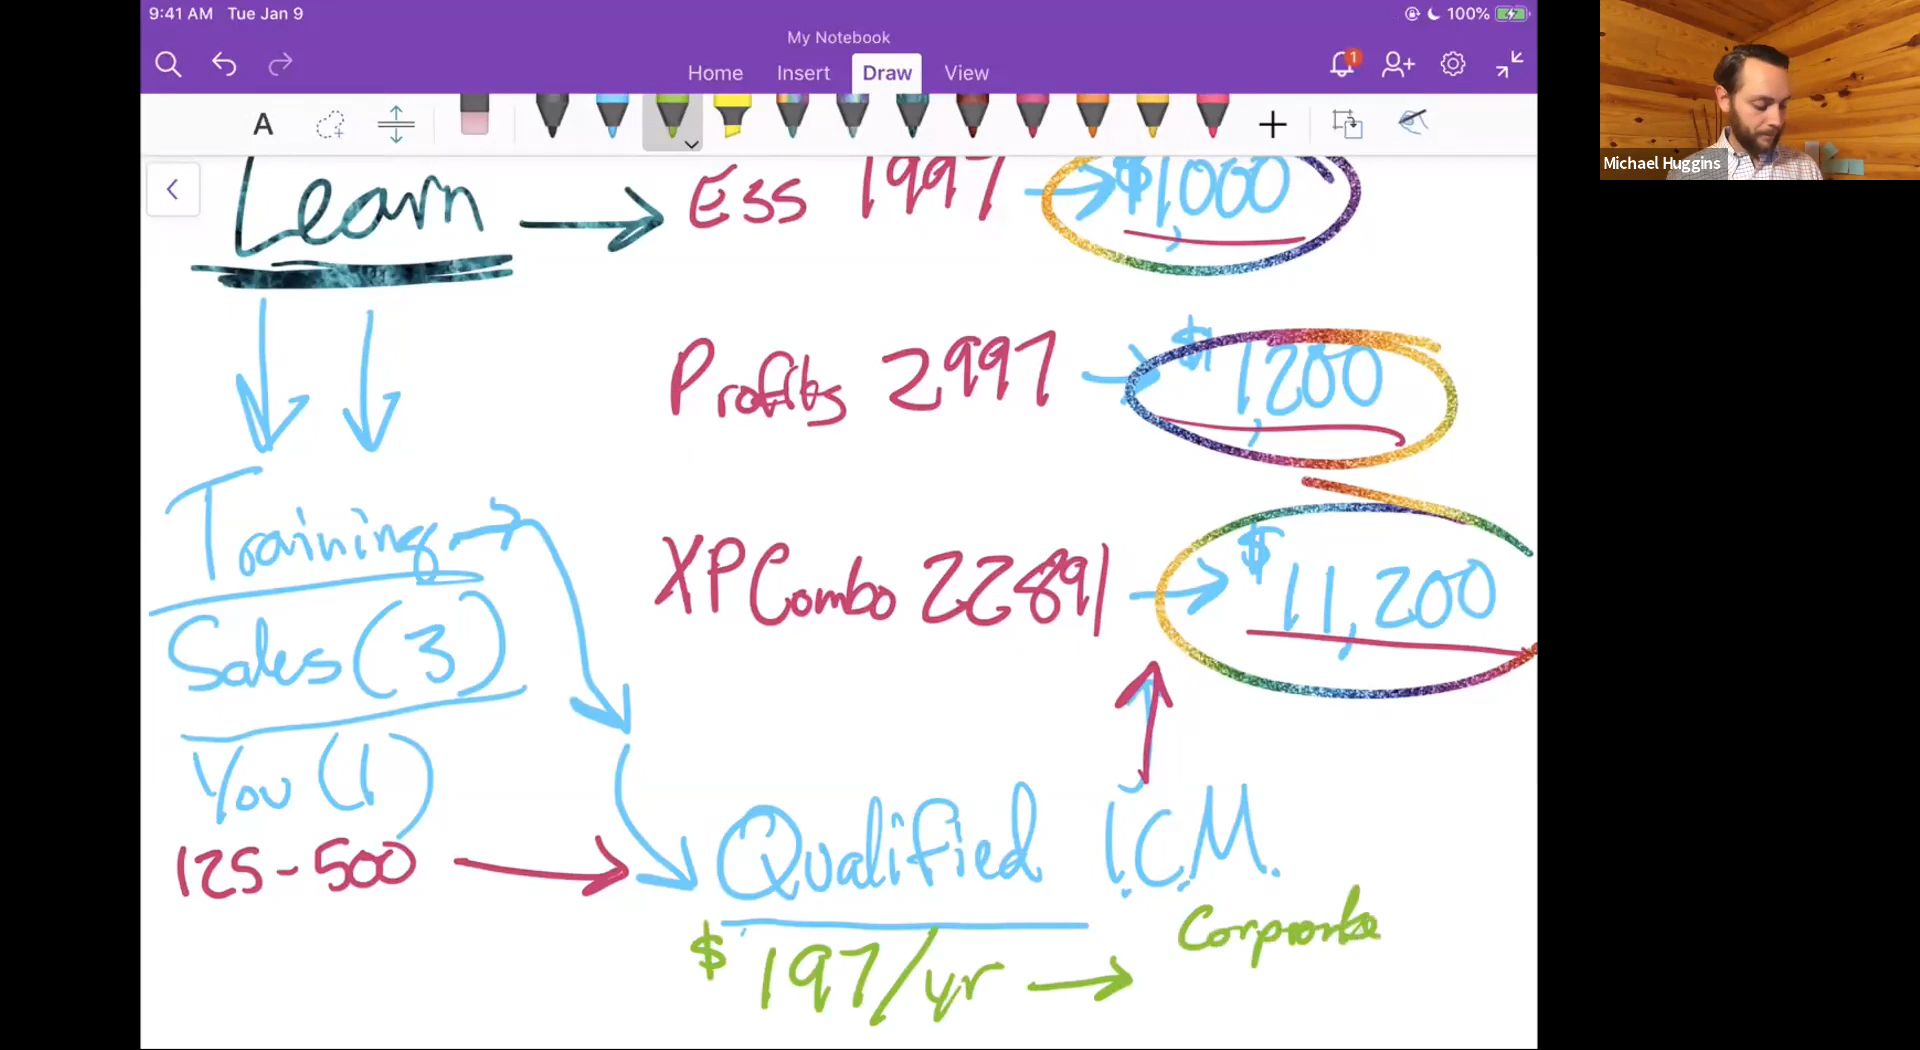 9:41 AM Tue Jan 9
100%
My Notebook
Home Insert Draw View
1
A
Michael Huggins
Learn Ess 1997 $1,000
Profits 2997 $1,200
Training XP Combo 22891 $11,200
Sales (3)
You (1)
125-500 Qualified I.C.M.
Corporate
$197/yr